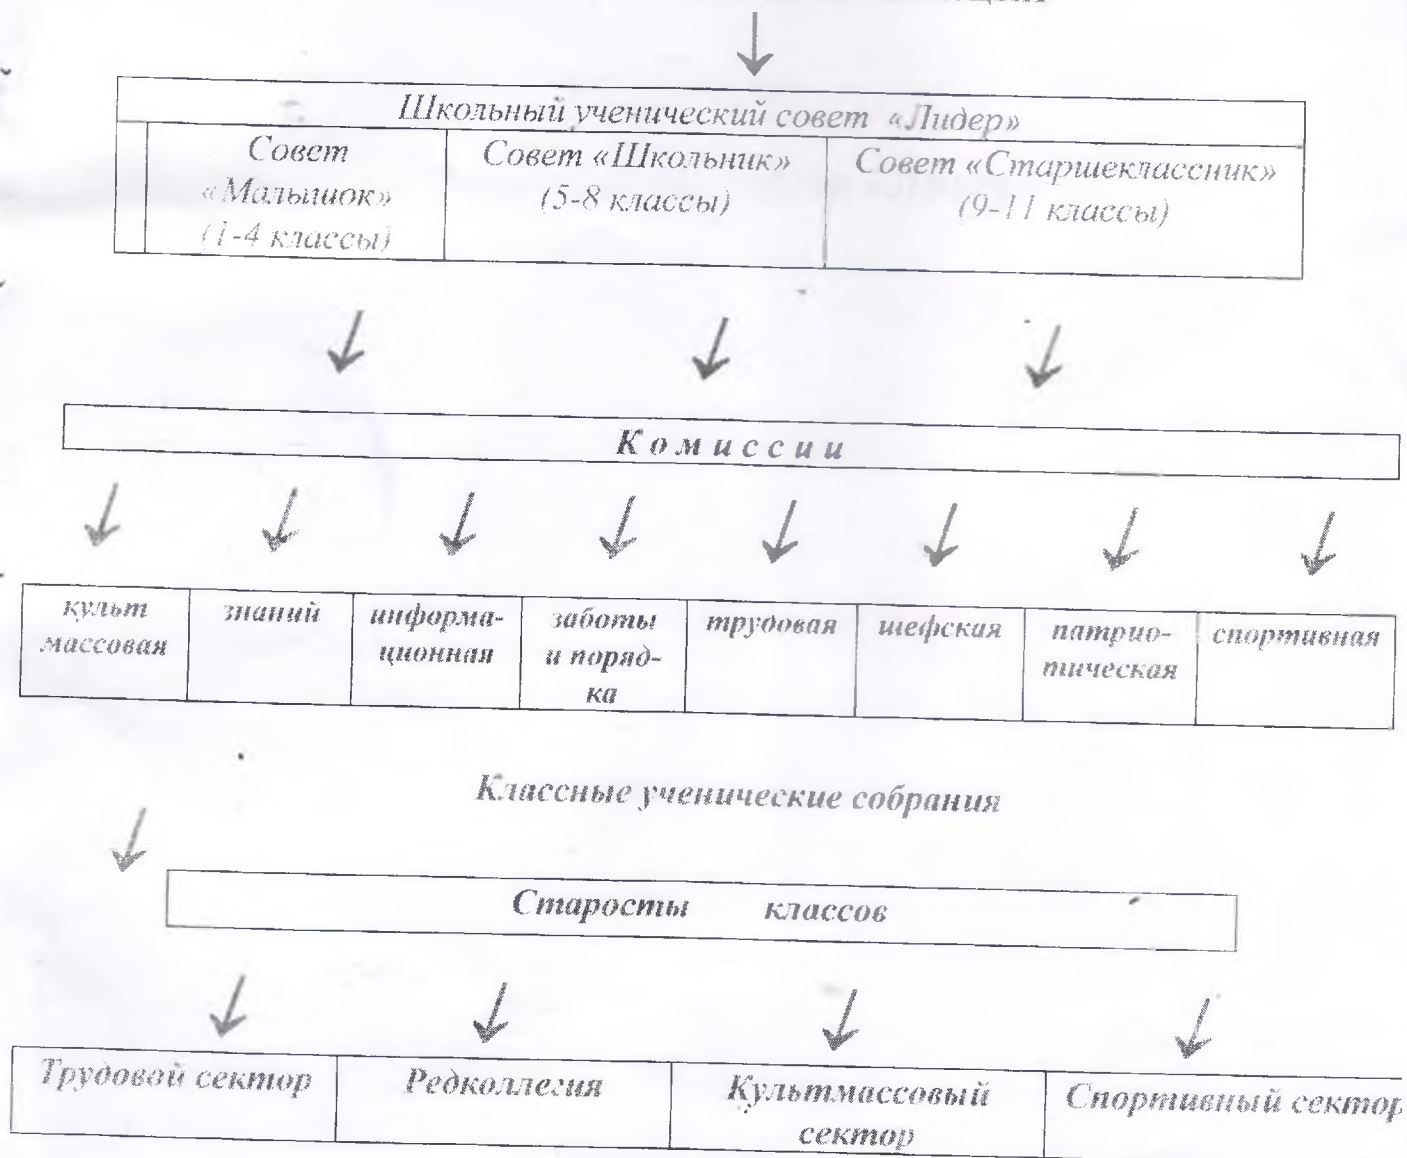 Школьный ученический совет «Лидер»
Совет
«Малышок»
(1-4 классы)
Совет «Школьник»
(5-8 классы)
Совет «Старшеклассник»
(9-11 классы)
К о м и с с и и
культ
массовая
знаний
информа-
ционная
заботы
и поряд-
ка
трудовая
шефская
патрио-
тическая
спортивная
Классные ученические собрания
Старосты классов
Трудовой сектор
Редколлегия
Культмассовый
сектор
Спортивный сектор